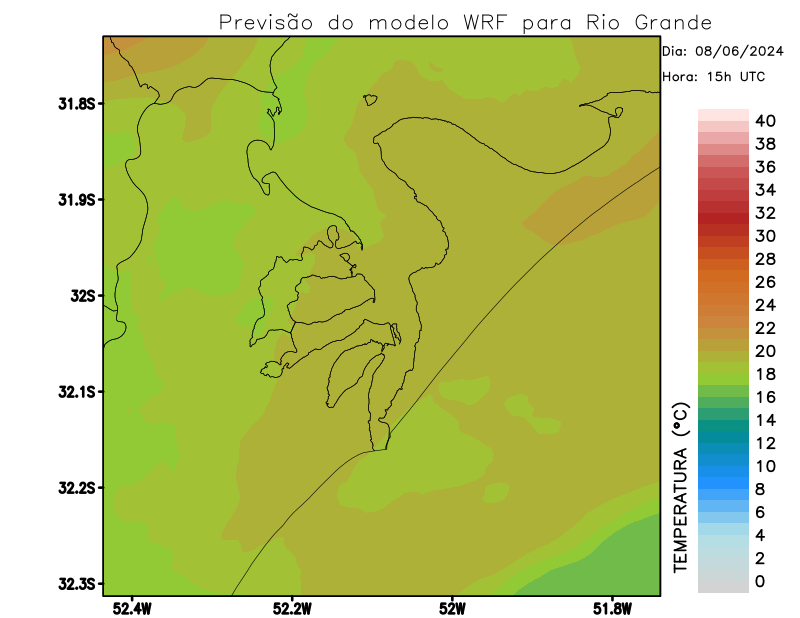 Previsão do modelo WRF para Rio Grande
Dia: 08/06/2024
Hora: 15h UTC
31.8S
31.9S
32S
32.1S
32.2S
32.3S
52.4W
52.2W
52W
51.8W
40
38
36
34
32
30
28
26
24
22
20
18
16
14
12
10
8
6
4
2
0
TEMPERATURA (°C)